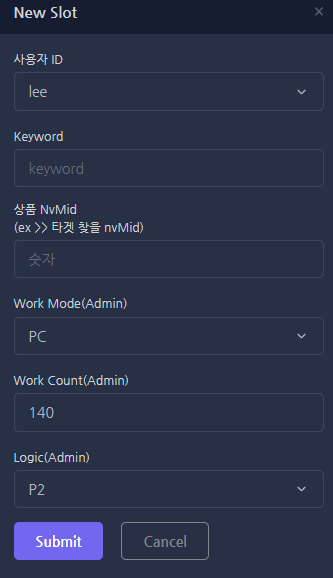 New Slot ×
사용자 ID
lee
Keyword
keyword
상품 NvMid
(ex >> 타겟 찾을 nvMid)
숫자
Work Mode(Admin)
PC
Work Count(Admin)
140
Logic(Admin)
P2
Submit Cancel